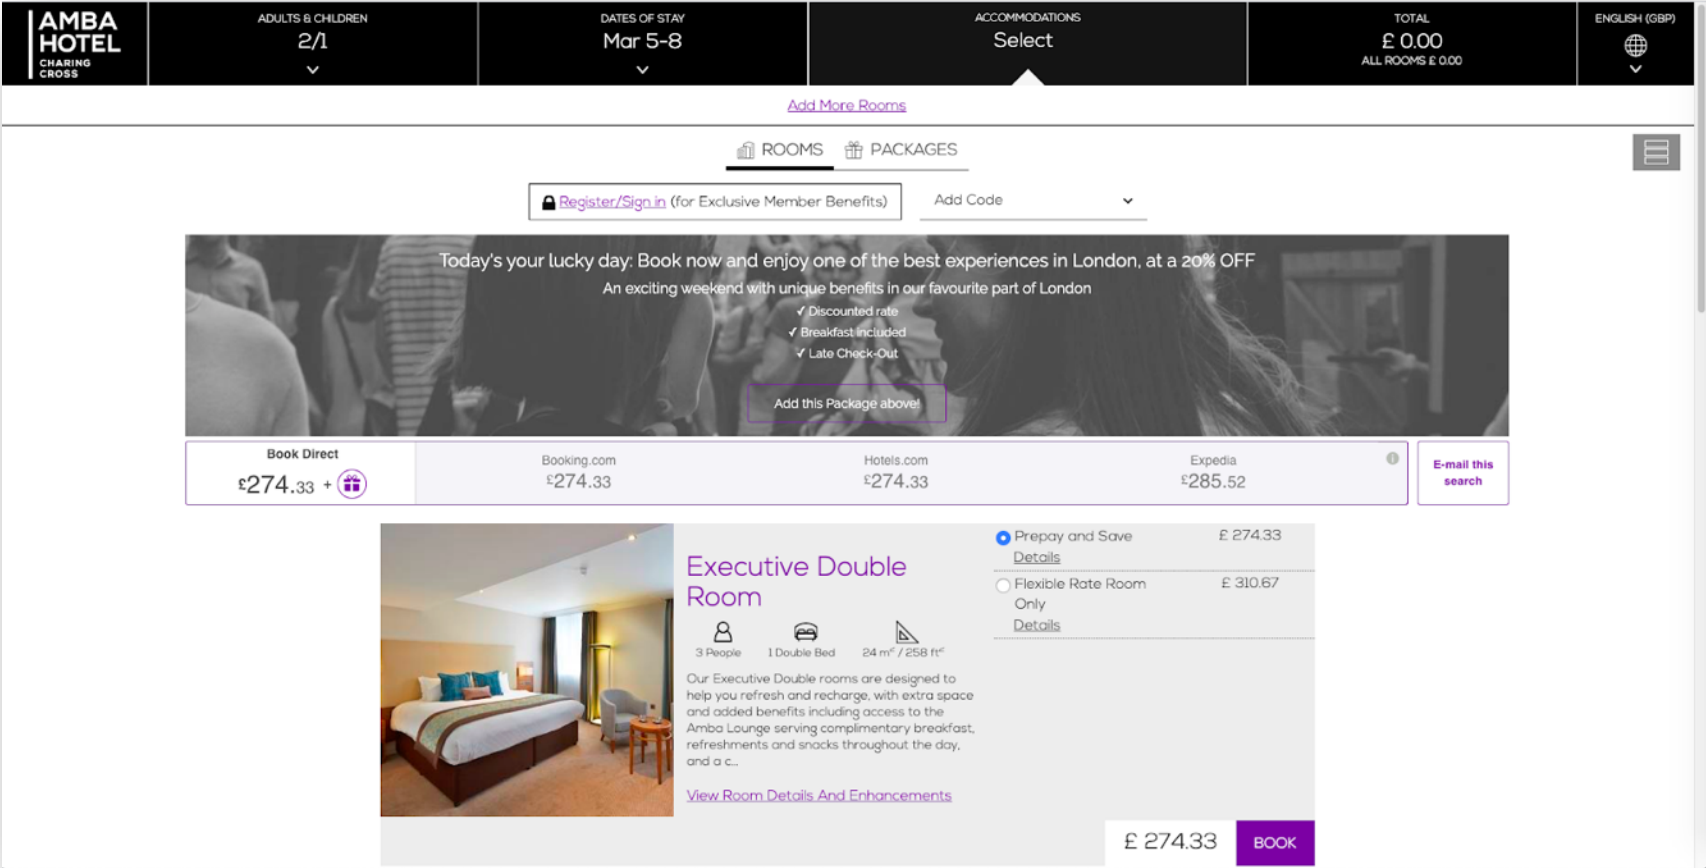 AMBA
HOTEL
CHARING
CROSS
ADULTS & CHILDREN
2/1
DATES OF STAY
Mar 5-8
ACCOMMODATIONS
Select
TOTAL
£ 0.00
ALL ROOMS £ 0.00
ENGLISH (GBP)
Add More Rooms
ROOMS
PACKAGES
Register/Sign in (for Exclusive Member Benefits)
Add Code
Today's your lucky day: Book now and enjoy one of the best experiences in London, at a 20% OFF
An exciting weekend with unique benefits in our favourite part of London
✓ Discounted rate
✓ Breakfast included
✓ Late Check-Out
Add this Package above!
Book Direct
£274.33 +
Booking.com
£274.33
Hotels.com
£274.33
Expedia
£285.52
E-mail this
search
Executive Double
Room
3 People
1 Double Bed
24 m² / 258 ft²
Our Executive Double rooms are designed to
help you refresh and recharge, with extra space
and added benefits including access to the
Amba Lounge serving complimentary breakfast,
refreshments and snacks throughout the day,
and a c...
View Room Details And Enhancements
Prepay and Save £ 274.33
Details
Flexible Rate Room £ 310.67
Only
Details
£ 274.33
BOOK